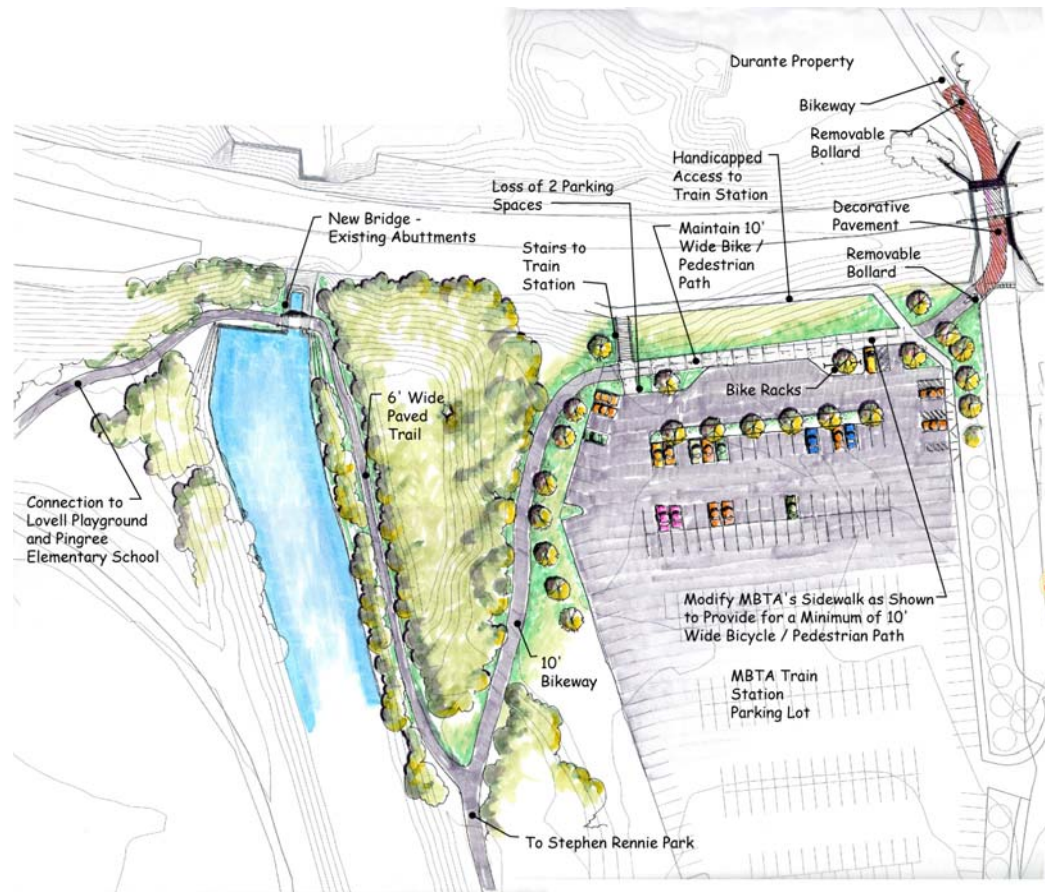 Durante Property
Bikeway
Removable
Bollard
Handicapped
Access to
Train Station
Loss of 2 Parking
Spaces
New Bridge -
Existing Abuttments
Maintain 10'
Wide Bike /
Pedestrian
Path
Decorative
Pavement
Stairs to
Train
Station
Removable
Bollard
Bike Racks
6' Wide
Paved
Trail
Connection to
Lovell Playground
and Pingree
Elementary School
Modify MBTA's Sidewalk as Shown
to Provide for a Minimum of 10'
Wide Bicycle / Pedestrian Path
10'
Bikeway
MBTA Train
Station
Parking Lot
To Stephen Rennie Park